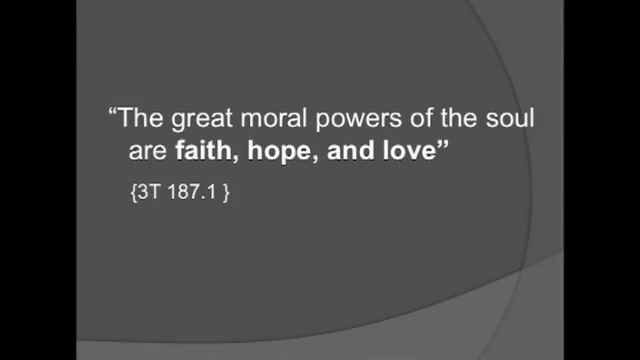 “The great moral powers of the soul
are faith, hope, and love”
{3T 187.1 }